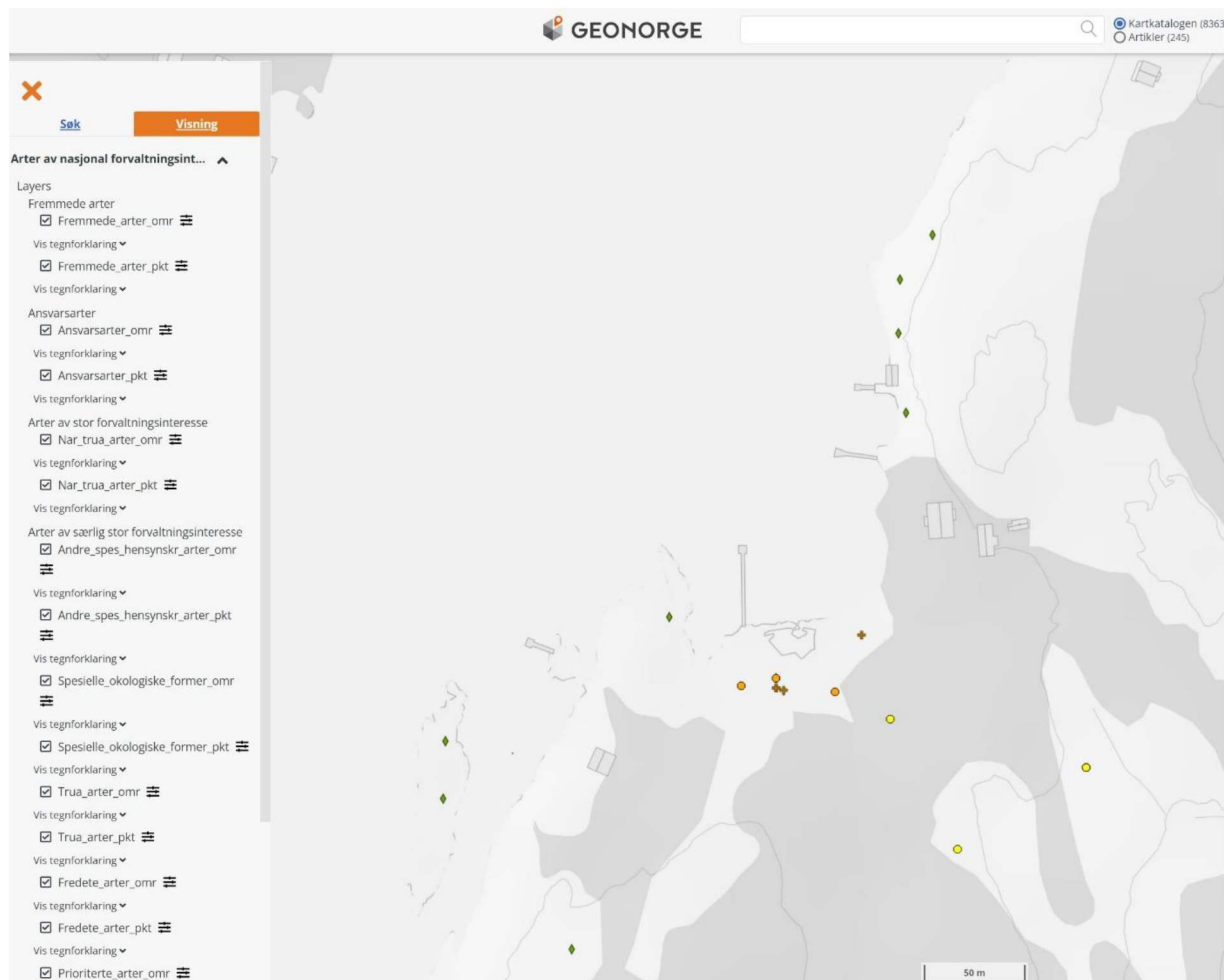 GEONORGE
Kartkatalogen (8363
Artikler (245)
Søk
Visning
Arter av nasjonal forvaltningsint...
Layers
Fremmede arter
Fremmede_arter_omr
Vis tegnforklaring
Fremmede_arter_pkt
Vis tegnforklaring
Ansvarsarter
Ansvarsarter_omr
Vis tegnforklaring
Ansvarsarter_pkt
Vis tegnforklaring
Arter av stor forvaltningsinteresse
Nar_trua_arter_omr
Vis tegnforklaring
Nar_trua_arter_pkt
Vis tegnforklaring
Arter av særlig stor forvaltningsinteresse
Andre_spes_hensynskr_arter_omr
Vis tegnforklaring
Andre_spes_hensynskr_arter_pkt
Vis tegnforklaring
Spesielle_okologiske_former_omr
Vis tegnforklaring
Spesielle_okologiske_former_pkt
Vis tegnforklaring
Trua_arter_omr
Vis tegnforklaring
Trua_arter_pkt
Vis tegnforklaring
Fredete_arter_omr
Vis tegnforklaring
Fredete_arter_pkt
Vis tegnforklaring
Prioriterte_arter_omr
50 m